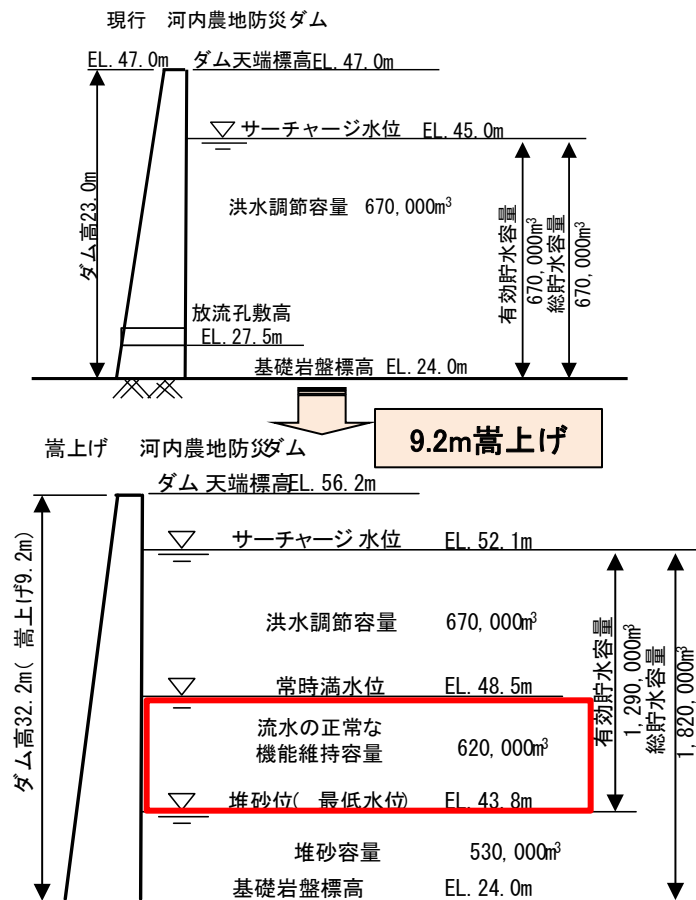 現行　河内農地防災ダム
EL.47.0m
ダム天端標高EL.47.0m
サーチャージ水位　EL.45.0m
洪水調節容量　670,000m³
ダム高23.0m
有効貯水容量
670,000m³
総貯水容量
670,000m³
放流孔敷高
EL.27.5m
基礎岩盤標高　EL.24.0m
9.2m嵩上げ
嵩上げ　河内農地防災ダム
ダム 天端標高EL.56.2m
サーチャージ 水位　EL.52.1m
ダム高32.2m( 嵩上げ9.2m)
洪水調節容量　670,000m³
常時満水位　EL.48.5m
流水の正常な
機能維持容量　620,000m³
有効貯水容量
1,290,000m³
総貯水容量
1,820,000m³
堆砂位(　最低水位)　EL.43.8m
堆砂容量　530,000m³
基礎岩盤標高　EL.24.0m